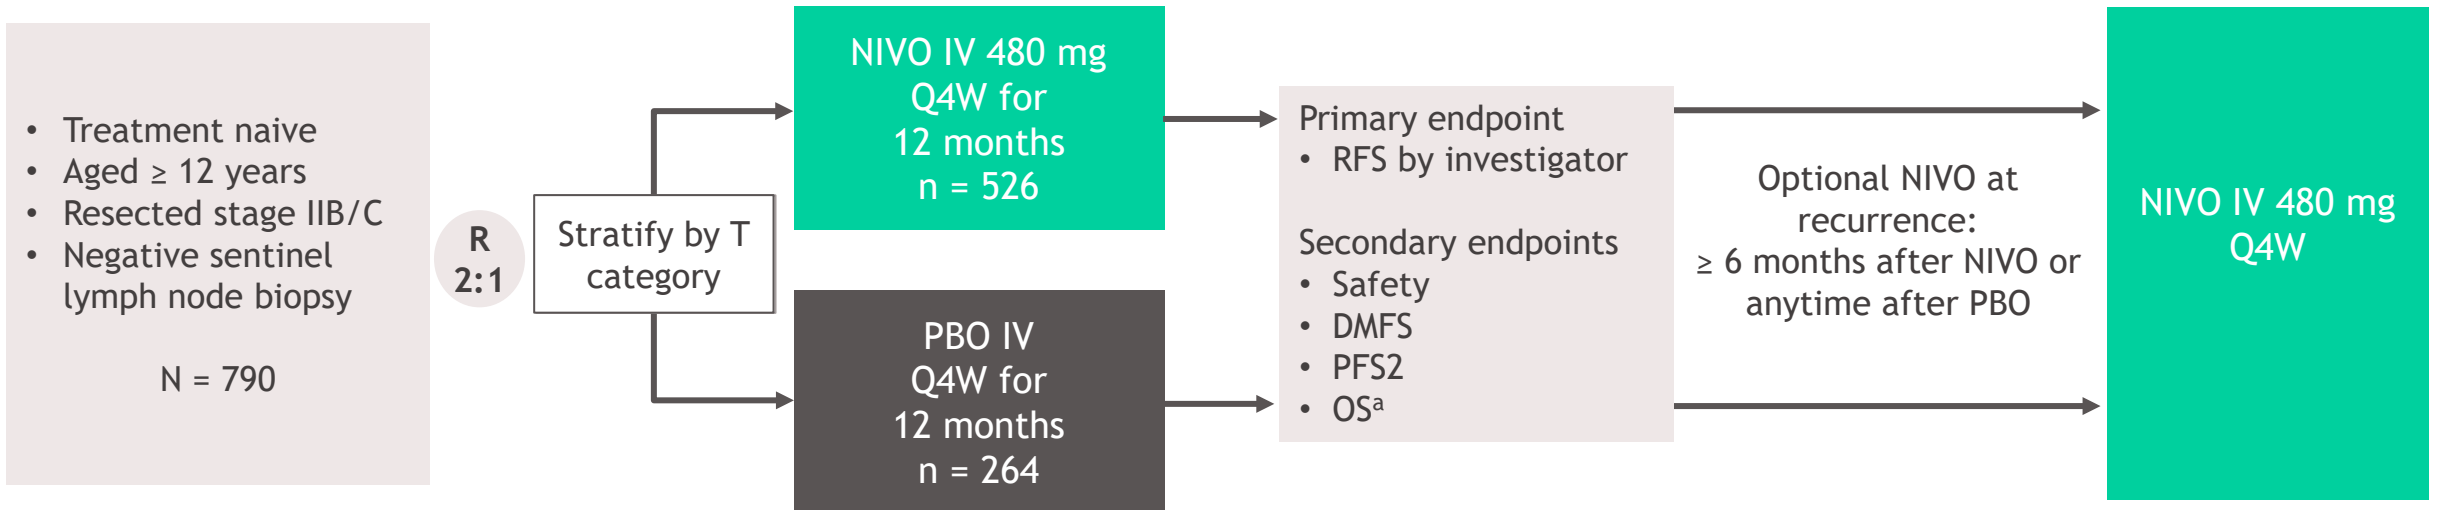 • Treatment naive
• Aged ≥ 12 years
• Resected stage IIB/C
• Negative sentinel
lymph node biopsy
N = 790
R
2:1
Stratify by T
category
NIVO IV 480 mg
Q4W for
12 months
n = 526
PBO IV
Q4W for
12 months
n = 264
Primary endpoint
• RFS by investigator
Secondary endpoints
• Safety
• DMFS
• PFS2
• OSᵃ
Optional NIVO at
recurrence:
≥ 6 months after NIVO or
anytime after PBO
NIVO IV 480 mg
Q4W